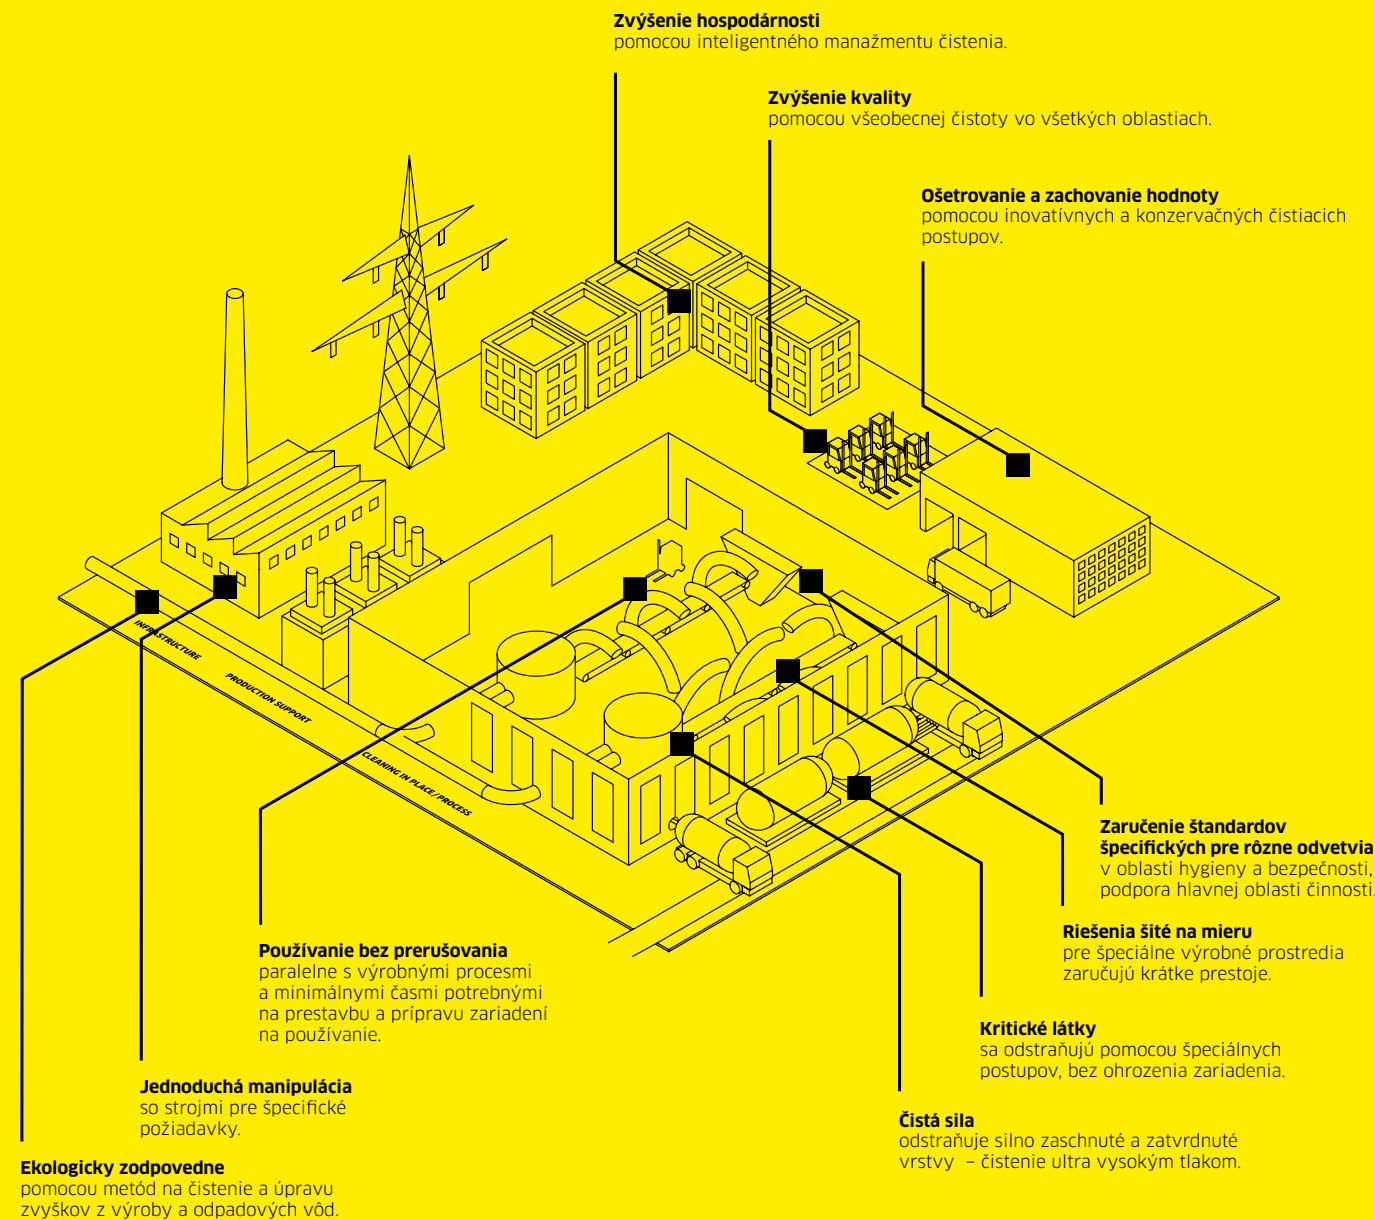 Zvýšenie hospodárnosti
pomocou inteligentného manažmentu čistenia.
Zvýšenie kvality
pomocou všeobecnej čistoty vo všetkých oblastiach.
Ošetrovanie a zachovanie hodnoty
pomocou inovatívnych a konzervačných čistiacich
postupov.
INFRASTRUCTURE
PRODUCTION SUPPORT
CLEANING IN PLACE / PROCESS
Zaručenie štandardov
špecifických pre rôzne odvetvia
v oblasti hygieny a bezpečnosti,
podpora hlavnej oblasti činnosti.
Riešenia šité na mieru
pre špeciálne výrobné prostredia
zaručujú krátke prestoje.
Používanie bez prerušovania
paralelne s výrobnými procesmi
a minimálnymi časmi potrebnými
na prestavbu a prípravu zariadení
na používanie.
Kritické látky
sa odstraňujú pomocou špeciálnych
postupov, bez ohrozenia zariadenia.
Jednoduchá manipulácia
so strojmi pre špecifické
požiadavky.
Čistá sila
odstraňuje silno zaschnuté a zatvrdnuté
vrstvy – čistenie ultra vysokým tlakom.
Ekologicky zodpovedne
pomocou metód na čistenie a úpravu
zvyškov z výroby a odpadových vôd.